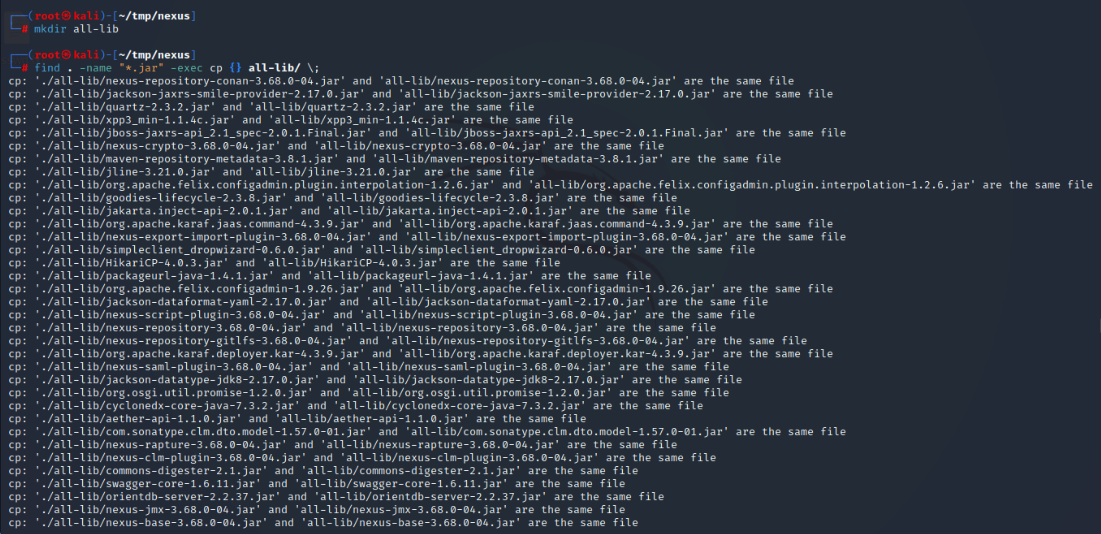 ┌──(root㉿kali)-[~/tmp/nexus]
└─# mkdir all-lib
┌──(root㉿kali)-[~/tmp/nexus]
└─# find . -name "*.jar" -exec cp {} all-lib/ \;
cp: './all-lib/nexus-repository-conan-3.68.0-04.jar' and 'all-lib/nexus-repository-conan-3.68.0-04.jar' are the same file
cp: './all-lib/jackson-jaxrs-smile-provider-2.17.0.jar' and 'all-lib/jackson-jaxrs-smile-provider-2.17.0.jar' are the same file
cp: './all-lib/quartz-2.3.2.jar' and 'all-lib/quartz-2.3.2.jar' are the same file
cp: './all-lib/xpp3_min-1.1.4c.jar' and 'all-lib/xpp3_min-1.1.4c.jar' are the same file
cp: './all-lib/jboss-jaxrs-api_2.1_spec-2.0.1.Final.jar' and 'all-lib/jboss-jaxrs-api_2.1_spec-2.0.1.Final.jar' are the same file
cp: './all-lib/nexus-crypto-3.68.0-04.jar' and 'all-lib/nexus-crypto-3.68.0-04.jar' are the same file
cp: './all-lib/maven-repository-metadata-3.8.1.jar' and 'all-lib/maven-repository-metadata-3.8.1.jar' are the same file
cp: './all-lib/jline-3.21.0.jar' and 'all-lib/jline-3.21.0.jar' are the same file
cp: './all-lib/org.apache.felix.configadmin.plugin.interpolation-1.2.6.jar' and 'all-lib/org.apache.felix.configadmin.plugin.interpolation-1.2.6.jar' are the same file
cp: './all-lib/goodies-lifecycle-2.3.8.jar' and 'all-lib/goodies-lifecycle-2.3.8.jar' are the same file
cp: './all-lib/jakarta.inject-api-2.0.1.jar' and 'all-lib/jakarta.inject-api-2.0.1.jar' are the same file
cp: './all-lib/org.apache.karaf.jaas.command-4.3.9.jar' and 'all-lib/org.apache.karaf.jaas.command-4.3.9.jar' are the same file
cp: './all-lib/nexus-export-import-plugin-3.68.0-04.jar' and 'all-lib/nexus-export-import-plugin-3.68.0-04.jar' are the same file
cp: './all-lib/simpleclient_dropwizard-0.6.0.jar' and 'all-lib/simpleclient_dropwizard-0.6.0.jar' are the same file
cp: './all-lib/HikariCP-4.0.3.jar' and 'all-lib/HikariCP-4.0.3.jar' are the same file
cp: './all-lib/packageurl-java-1.4.1.jar' and 'all-lib/packageurl-java-1.4.1.jar' are the same file
cp: './all-lib/org.apache.felix.configadmin-1.9.26.jar' and 'all-lib/org.apache.felix.configadmin-1.9.26.jar' are the same file
cp: './all-lib/jackson-dataformat-yaml-2.17.0.jar' and 'all-lib/jackson-dataformat-yaml-2.17.0.jar' are the same file
cp: './all-lib/nexus-script-plugin-3.68.0-04.jar' and 'all-lib/nexus-script-plugin-3.68.0-04.jar' are the same file
cp: './all-lib/nexus-repository-3.68.0-04.jar' and 'all-lib/nexus-repository-3.68.0-04.jar' are the same file
cp: './all-lib/nexus-repository-gitlfs-3.68.0-04.jar' and 'all-lib/nexus-repository-gitlfs-3.68.0-04.jar' are the same file
cp: './all-lib/org.apache.karaf.deployer.kar-4.3.9.jar' and 'all-lib/org.apache.karaf.deployer.kar-4.3.9.jar' are the same file
cp: './all-lib/nexus-saml-plugin-3.68.0-04.jar' and 'all-lib/nexus-saml-plugin-3.68.0-04.jar' are the same file
cp: './all-lib/jackson-datatype-jdk8-2.17.0.jar' and 'all-lib/jackson-datatype-jdk8-2.17.0.jar' are the same file
cp: './all-lib/org.osgi.util.promise-1.2.0.jar' and 'all-lib/org.osgi.util.promise-1.2.0.jar' are the same file
cp: './all-lib/cyclonedx-core-java-7.3.2.jar' and 'all-lib/cyclonedx-core-java-7.3.2.jar' are the same file
cp: './all-lib/aether-api-1.1.0.jar' and 'all-lib/aether-api-1.1.0.jar' are the same file
cp: './all-lib/com.sonatype.clm.dto.model-1.57.0-01.jar' and 'all-lib/com.sonatype.clm.dto.model-1.57.0-01.jar' are the same file
cp: './all-lib/nexus-rapture-3.68.0-04.jar' and 'all-lib/nexus-rapture-3.68.0-04.jar' are the same file
cp: './all-lib/nexus-clm-plugin-3.68.0-04.jar' and 'all-lib/nexus-clm-plugin-3.68.0-04.jar' are the same file
cp: './all-lib/commons-digester-2.1.jar' and 'all-lib/commons-digester-2.1.jar' are the same file
cp: './all-lib/swagger-core-1.6.11.jar' and 'all-lib/swagger-core-1.6.11.jar' are the same file
cp: './all-lib/orientdb-server-2.2.37.jar' and 'all-lib/orientdb-server-2.2.37.jar' are the same file
cp: './all-lib/nexus-jmx-3.68.0-04.jar' and 'all-lib/nexus-jmx-3.68.0-04.jar' are the same file
cp: './all-lib/nexus-base-3.68.0-04.jar' and 'all-lib/nexus-base-3.68.0-04.jar' are the same file